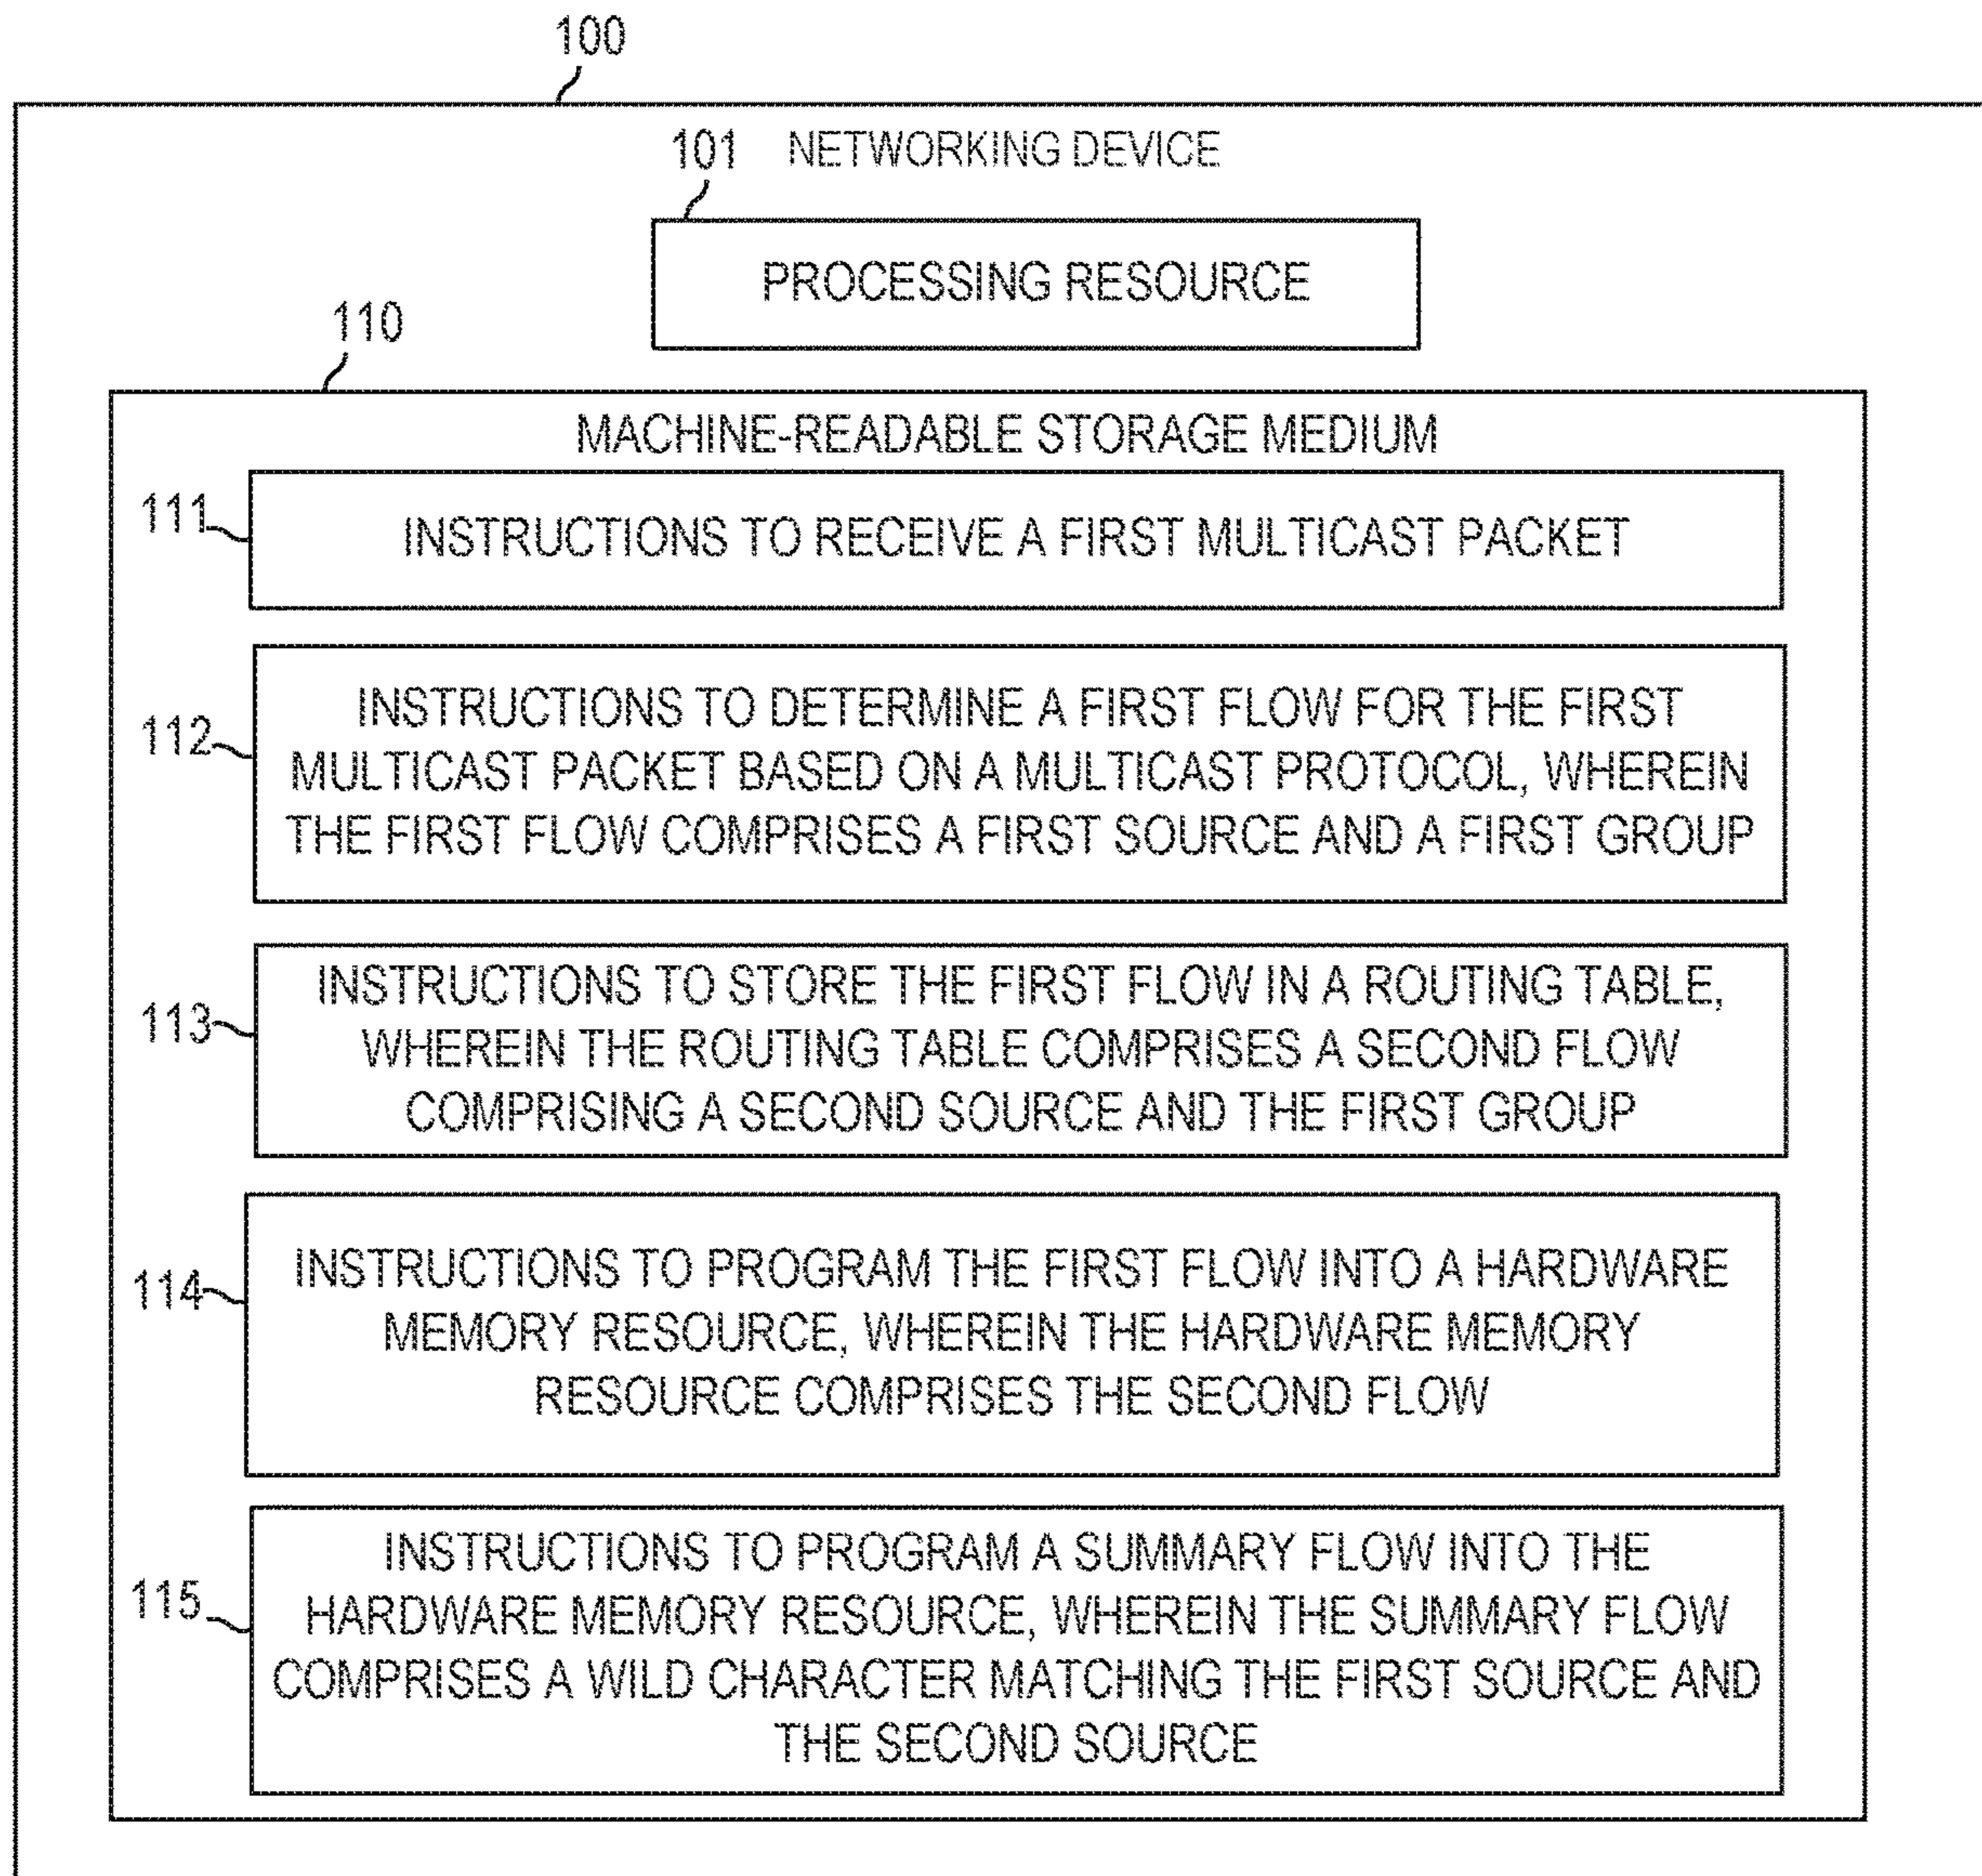 100
101 NETWORKING DEVICE
PROCESSING RESOURCE
110
MACHINE-READABLE STORAGE MEDIUM
111
INSTRUCTIONS TO RECEIVE A FIRST MULTICAST PACKET
112
INSTRUCTIONS TO DETERMINE A FIRST FLOW FOR THE FIRST
MULTICAST PACKET BASED ON A MULTICAST PROTOCOL, WHEREIN
THE FIRST FLOW COMPRISES A FIRST SOURCE AND A FIRST GROUP
113
INSTRUCTIONS TO STORE THE FIRST FLOW IN A ROUTING TABLE,
WHEREIN THE ROUTING TABLE COMPRISES A SECOND FLOW
COMPRISING A SECOND SOURCE AND THE FIRST GROUP
114
INSTRUCTIONS TO PROGRAM THE FIRST FLOW INTO A HARDWARE
MEMORY RESOURCE, WHEREIN THE HARDWARE MEMORY
RESOURCE COMPRISES THE SECOND FLOW
115
INSTRUCTIONS TO PROGRAM A SUMMARY FLOW INTO THE
HARDWARE MEMORY RESOURCE, WHEREIN THE SUMMARY FLOW
COMPRISES A WILD CHARACTER MATCHING THE FIRST SOURCE AND
THE SECOND SOURCE